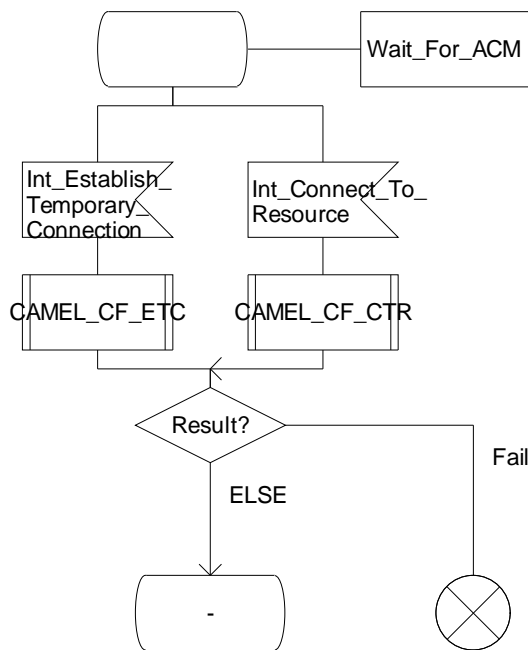 Wait_For_ACM
Int_Establish_
Temporary_
Connection
Int_Connect_To_
Resource
CAMEL_CF_ETC
CAMEL_CF_CTR
Result?
Fail
ELSE
-